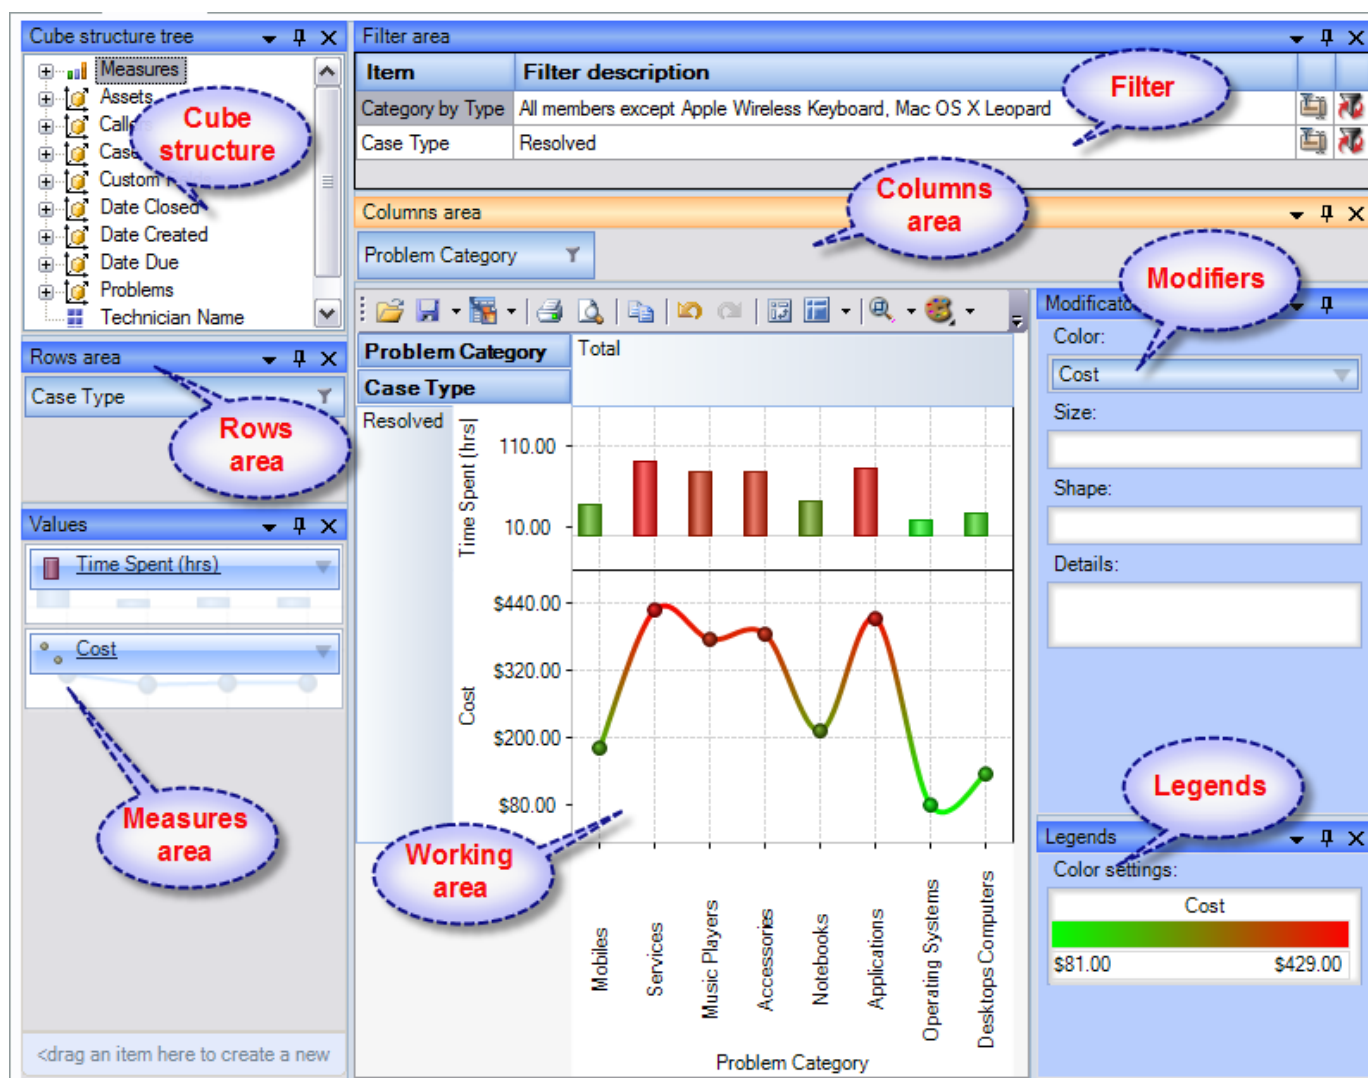 Cube structure tree
Measures
Assets
Callers
Cube
structure
Custom Fields
Date Closed
Date Created
Date Due
Problems
Technician Name
Filter area
Item Filter description
Category by Type All members except Apple Wireless Keyboard, Mac OS X Leopard
Case Type Resolved
Filter
Columns area
Columns
area
Problem Category
Rows area
Case Type
Rows
area
Values
Time Spent (hrs)
Cost
Measures
area
<drag an item here to create a new
Problem Category
Case Type
Total
Resolved
Time Spent (hrs)
110.00
10.00
Cost
$440.00
$320.00
$200.00
$80.00
Working
area
Mobiles
Services
Music Players
Accessories
Notebooks
Applications
Operating Systems
Desktops Computers
Problem Category
Modifiers
Color:
Cost
Size:
Shape:
Details:
Legends
Legends
Color settings:
Cost
$81.00 $429.00